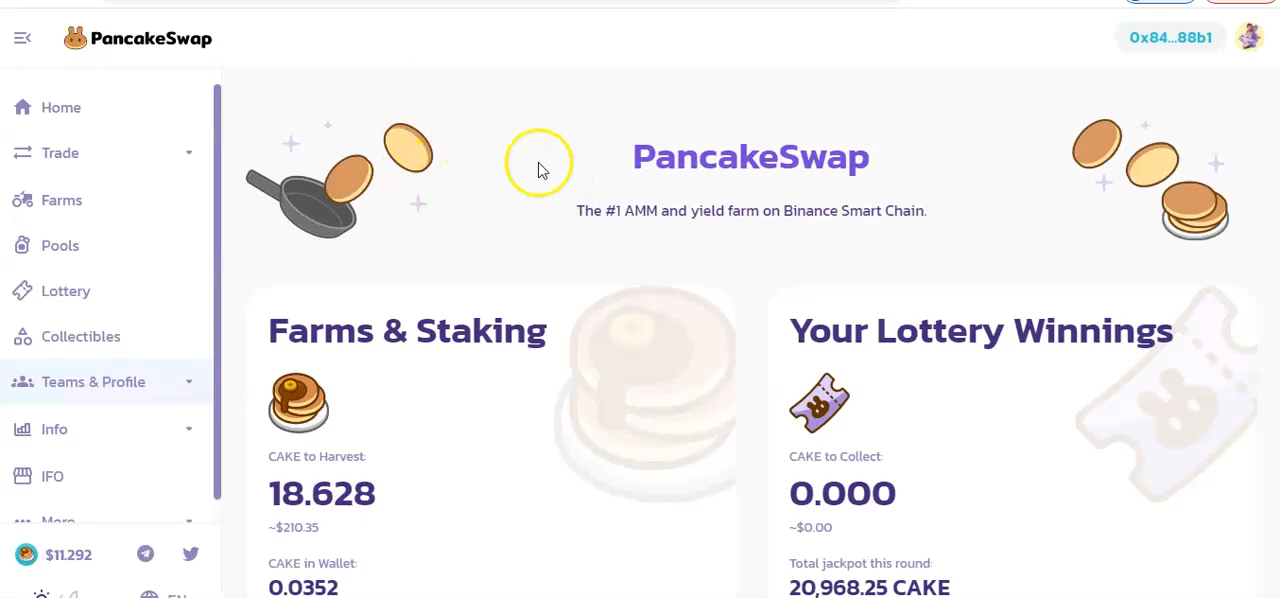 PancakeSwap
0x84...88b1
Home
Trade
Farms
Pools
Lottery
Collectibles
Teams & Profile
Info
IFO
More
$11.292
EN
PancakeSwap
The #1 AMM and yield farm on Binance Smart Chain.
Farms & Staking
CAKE to Harvest:
18.628
~$210.35
CAKE in Wallet:
0.0352
Your Lottery Winnings
CAKE to Collect:
0.000
~$0.00
Total jackpot this round:
20,968.25 CAKE